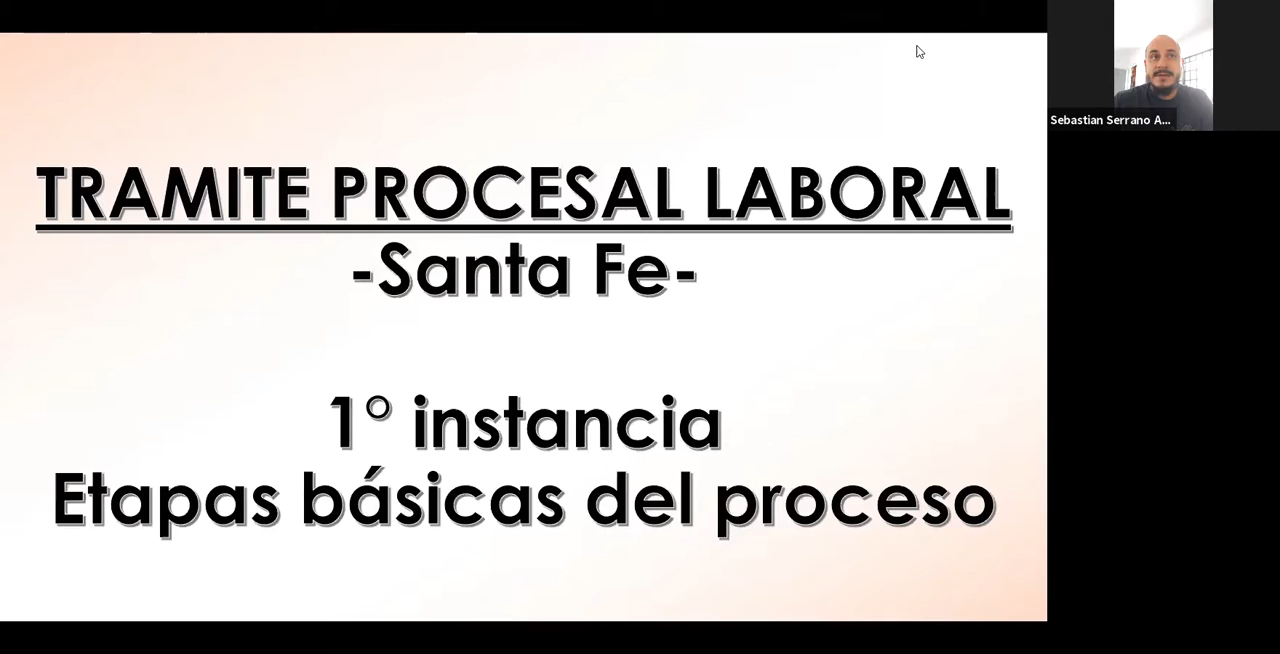 TRAMITE PROCESAL LABORAL
-Santa Fe-
1° instancia
Etapas básicas del proceso
Sebastian Serrano A...